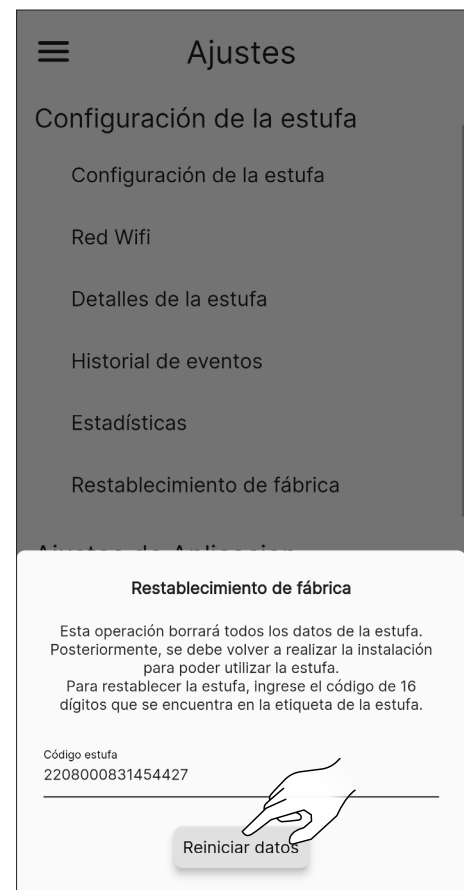 Ajustes
Configuración de la estufa
Configuración de la estufa
Red Wifi
Detalles de la estufa
Historial de eventos
Estadísticas
Restablecimiento de fábrica
Ajustes de Aplicacion
Restablecimiento de fábrica
Esta operación borrará todos los datos de la estufa.
Posteriormente, se debe volver a realizar la instalación
para poder utilizar la estufa.
Para restablecer la estufa, ingrese el código de 16
dígitos que se encuentra en la etiqueta de la estufa.
Código estufa
2208000831454427
Reiniciar datos